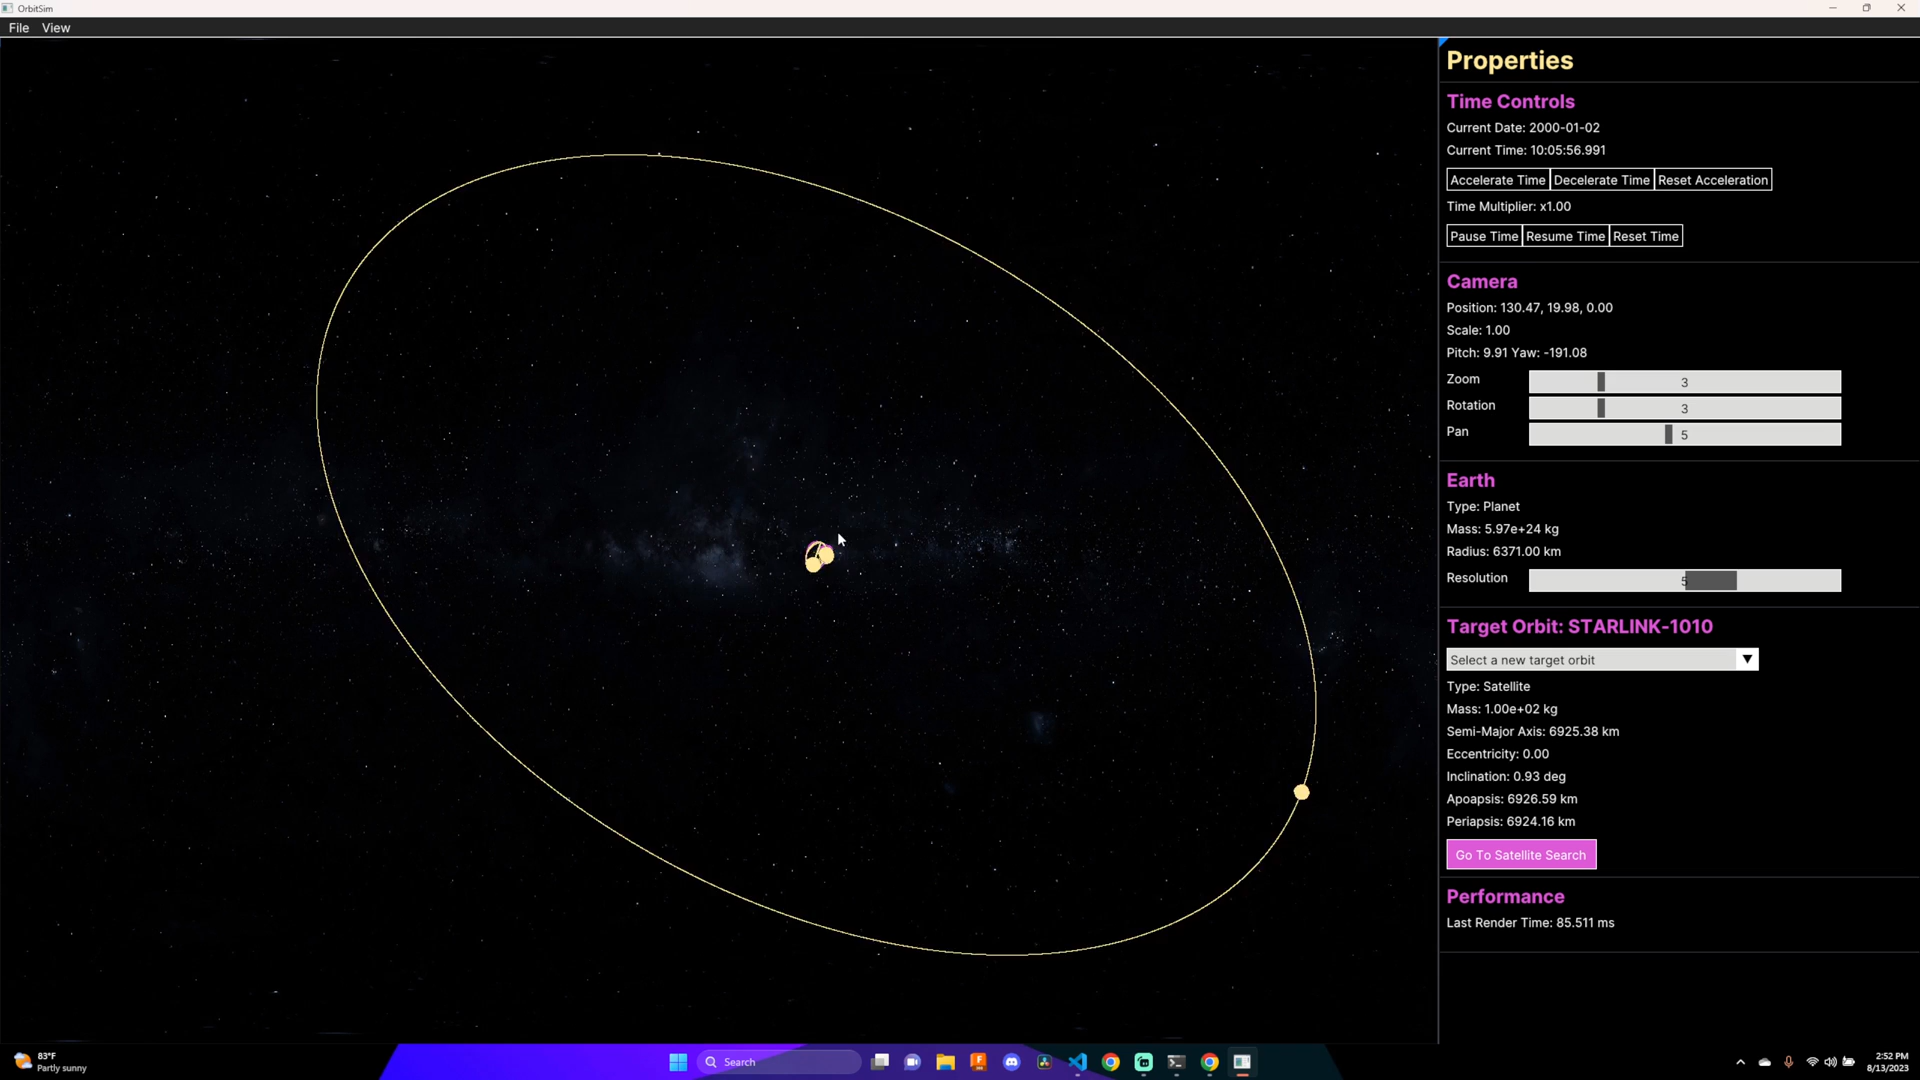 OrbitSim
File View
Properties
Time Controls
Current Date: 2000-01-02
Current Time: 10:05:56.991
Accelerate Time Decelerate Time Reset Acceleration
Time Multiplier: x1.00
Pause Time Resume Time Reset Time
Camera
Position: 130.47, 19.98, 0.00
Scale: 1.00
Pitch: 9.91 Yaw: -191.08
Zoom 3
Rotation 3
Pan 5
Earth
Type: Planet
Mass: 5.97e+24 kg
Radius: 6371.00 km
Resolution 5
Target Orbit: STARLINK-1010
Select a new target orbit
Type: Satellite
Mass: 1.00e+02 kg
Semi-Major Axis: 6925.38 km
Eccentricity: 0.00
Inclination: 0.93 deg
Apoapsis: 6926.59 km
Periapsis: 6924.16 km
Go To Satellite Search
Performance
Last Render Time: 85.511 ms
83°F
Partly sunny
Search
2:52 PM
8/13/2023